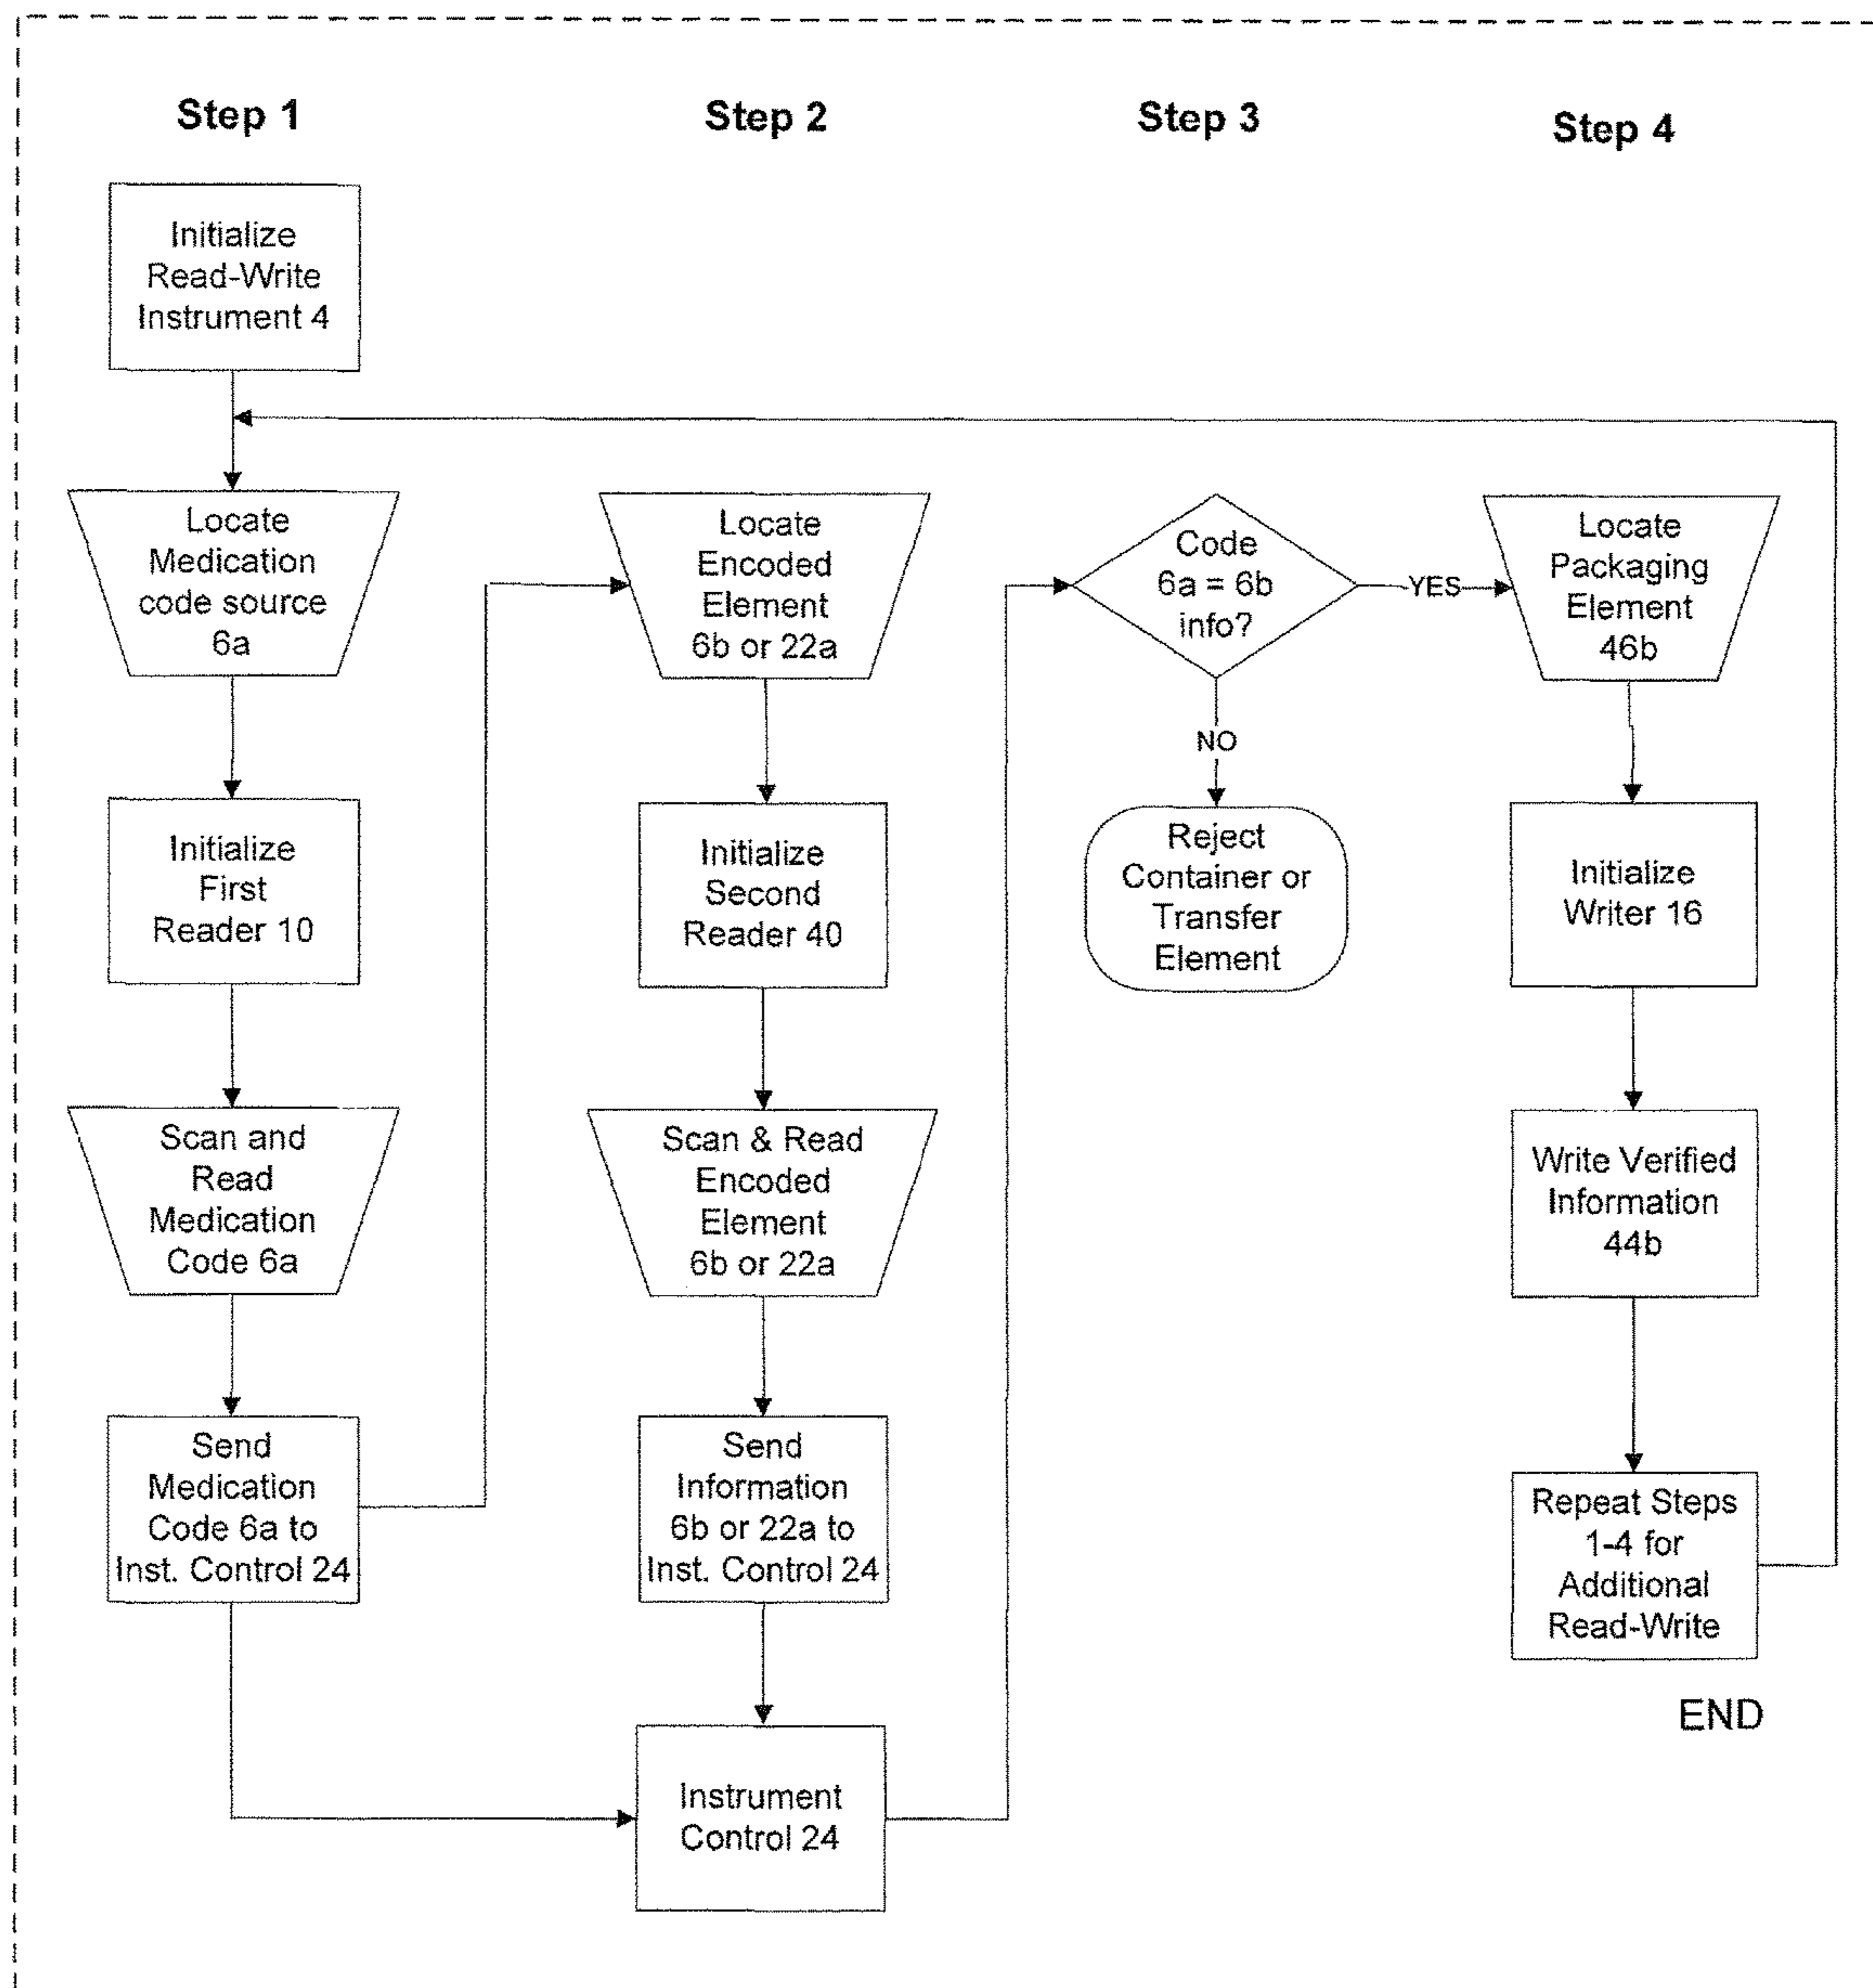 Step 1
Step 2
Step 3
Step 4
Initialize
Read-Write
Instrument 4
Locate
Medication
code source
6a
Initialize
First
Reader 10
Scan and
Read
Medication
Code 6a
Send
Medication
Code 6a to
Inst. Control 24
Locate
Encoded
Element
6b or 22a
Initialize
Second
Reader 40
Scan & Read
Encoded
Element
6b or 22a
Send
Information
6b or 22a to
Inst. Control 24
Instrument
Control 24
Code
6a = 6b
info?
YES
NO
Reject
Container or
Transfer
Element
Locate
Packaging
Element
46b
Initialize
Writer 16
Write Verified
Information
44b
Repeat Steps
1-4 for
Additional
Read-Write
END